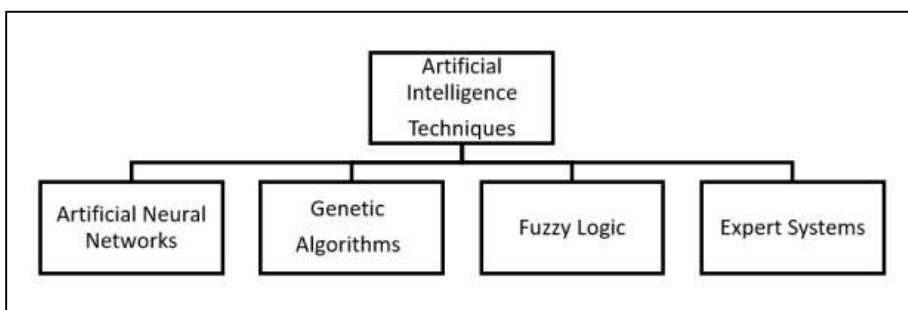 Artificial
Intelligence
Techniques
Artificial Neural
Networks
Genetic
Algorithms
Fuzzy Logic
Expert Systems